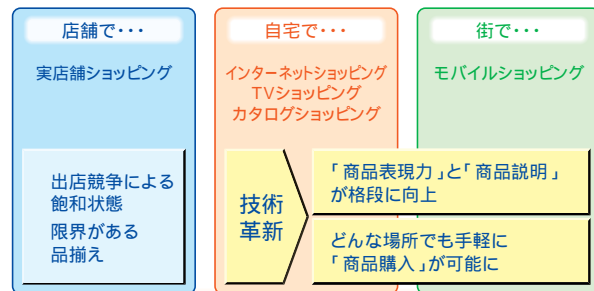 店舗で・・・
実店舗ショッピング
出店競争による
飽和状態
限界がある
品揃え
自宅で・・・
インターネットショッピング
TVショッピング
カタログショッピング
街で・・・
モバイルショッピング
技術
革新
「商品表現力」と「商品説明」
が格段に向上
どんな場所でも手軽に
「商品購入」が可能に